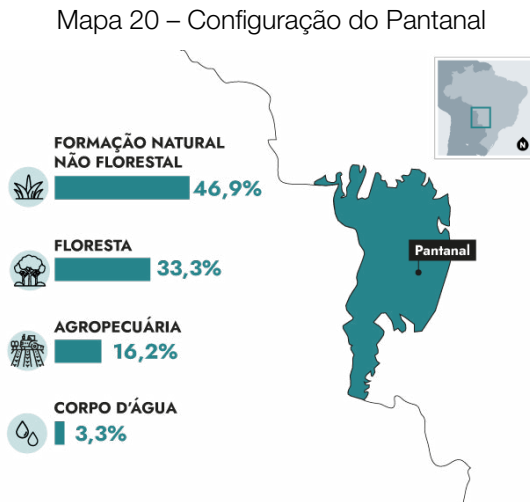 Mapa 20 – Configuração do Pantanal
N
FORMAÇÃO NATURAL
NÃO FLORESTAL
46,9%
FLORESTA
33,3%
AGROPECUÁRIA
16,2%
CORPO D'ÁGUA
3,3%
Pantanal